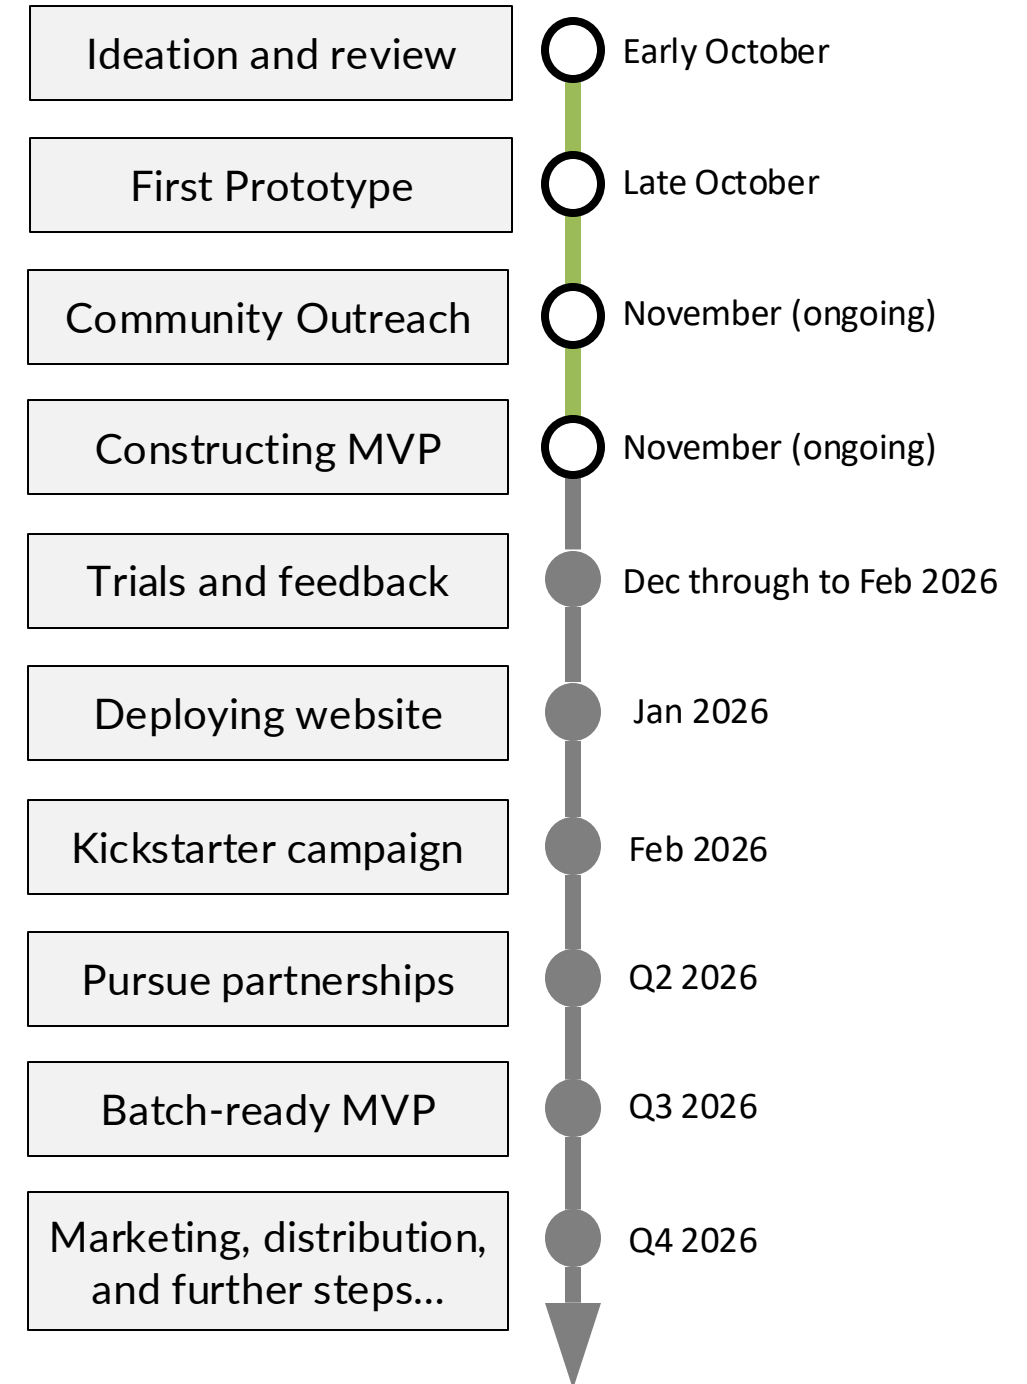 Ideation and review
Early October
First Prototype
Late October
Community Outreach
November (ongoing)
Constructing MVP
November (ongoing)
Trials and feedback
Dec through to Feb 2026
Deploying website
Jan 2026
Kickstarter campaign
Feb 2026
Pursue partnerships
Q2 2026
Batch-ready MVP
Q3 2026
Marketing, distribution,
and further steps...
Q4 2026